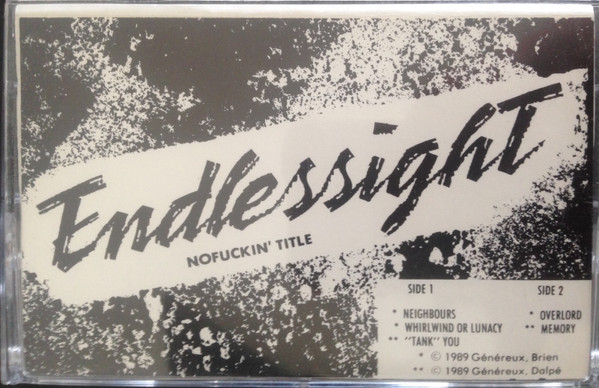 Endlessight
NOFUCKIN' TITLE
SIDE 1
* NEIGHBOURS
* WHIRLWIND OR LUNACY
** "TANK" YOU
SIDE 2
* OVERLORD
** MEMORY
* © 1989 Généreux, Brien
** © 1989 Généreux, Dalpé